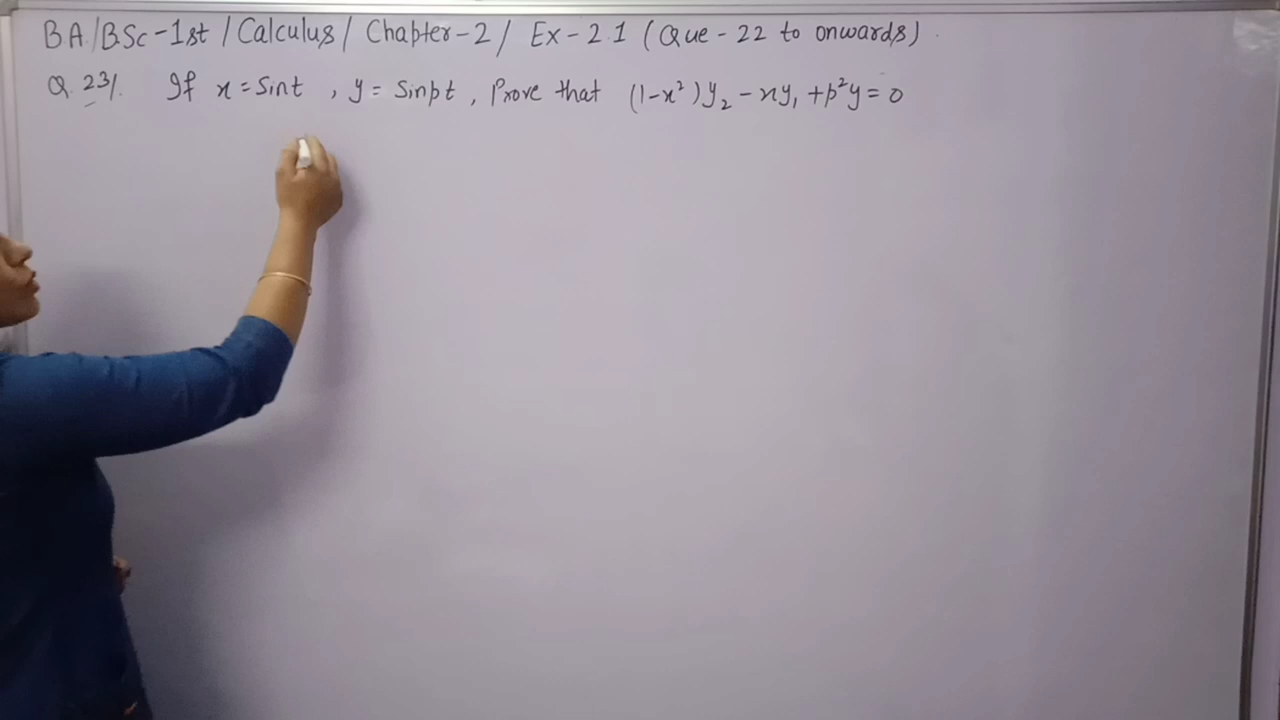 BA/BSc-1st / Calculus / Chapter-2 / Ex-2.1 (Que-22 to onwards)
Q. 23/. If x = Sint , y = Sinpt , Prove that (1-x²)y₂ - xy₁ + p²y = 0